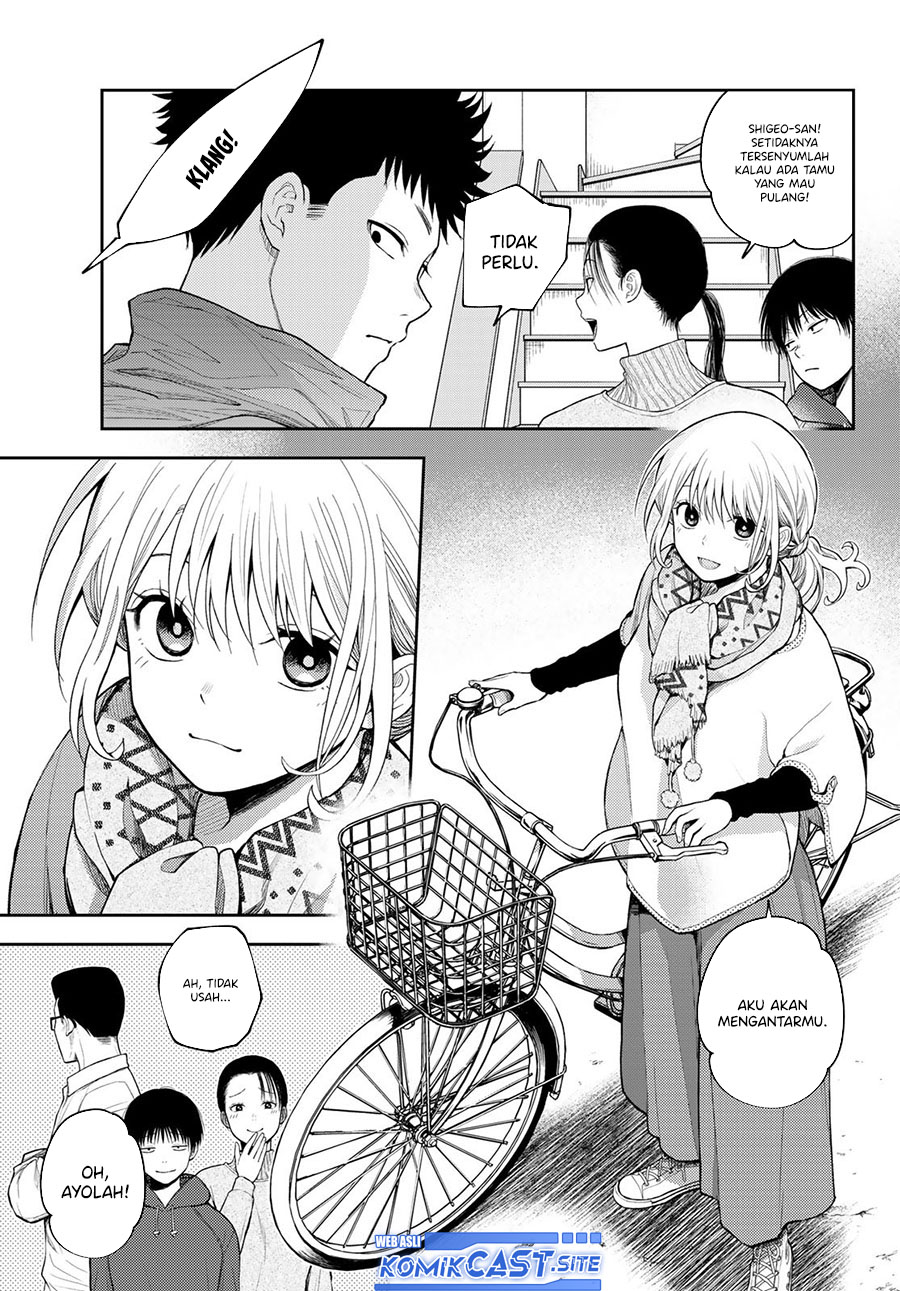 SHIGEO-SAN!
SETIDAKNYA
TERSENYUMLAH
KALAU ADA TAMU
YANG MAU
PULANG!
TIDAK
PERLU.
KLANG!
AKU AKAN
MENGANTARMU.
AH, TIDAK
USAH...
OH,
AYOLAH!
WEB ASLI
KOMIKCAST.SITE